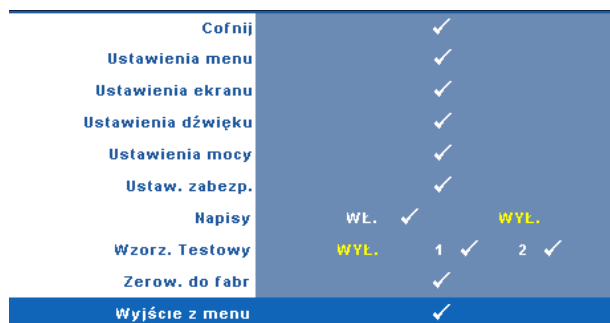 Cofnij ✓
Ustawienia menu ✓
Ustawienia ekranu ✓
Ustawienia dźwięku ✓
Ustawienia mocy ✓
Ustaw. zabezp. ✓
Napisy WŁ. ✓ WYŁ.
Wzorz. Testowy WYŁ. 1 ✓ 2 ✓
Zerow. do fabr ✓
Wyjście z menu ✓